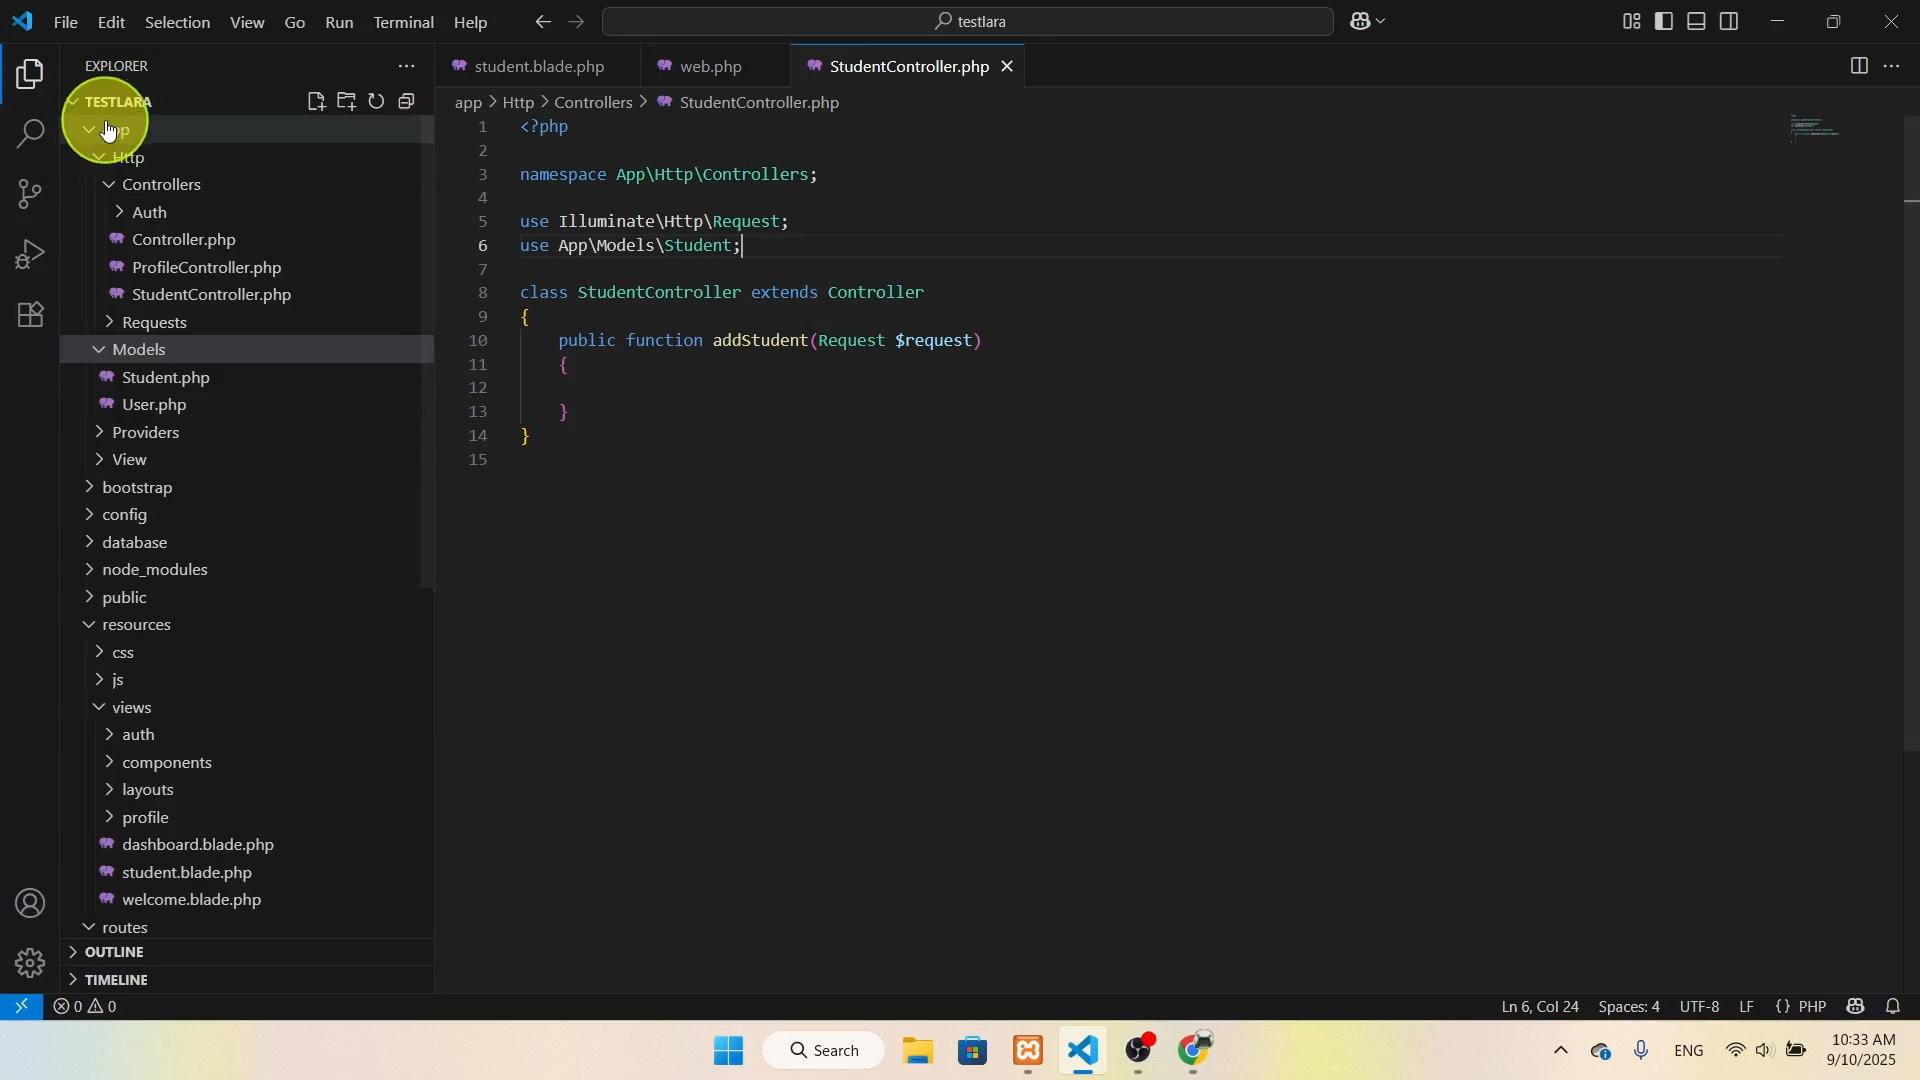 File Edit Selection View Go Run Terminal Help
testlara
EXPLORER
TESTLARA
app
Http
Controllers
Auth
Controller.php
ProfileController.php
StudentController.php
Requests
Models
Student.php
User.php
Providers
View
bootstrap
config
database
node_modules
public
resources
css
js
views
auth
components
layouts
profile
dashboard.blade.php
student.blade.php
welcome.blade.php
routes
OUTLINE
TIMELINE
student.blade.php web.php StudentController.php
app > Http > Controllers > StudentController.php
1 <?php
2
3 namespace App\Http\Controllers;
4
5 use Illuminate\Http\Request;
6 use App\Models\Student;
7
8 class StudentController extends Controller
9 {
10 public function addStudent(Request $request)
11 {
12
13 }
14 }
15
0 0
Ln 6, Col 24 Spaces: 4 UTF-8 LF {} PHP
Search
ENG
10:33 AM
9/10/2025